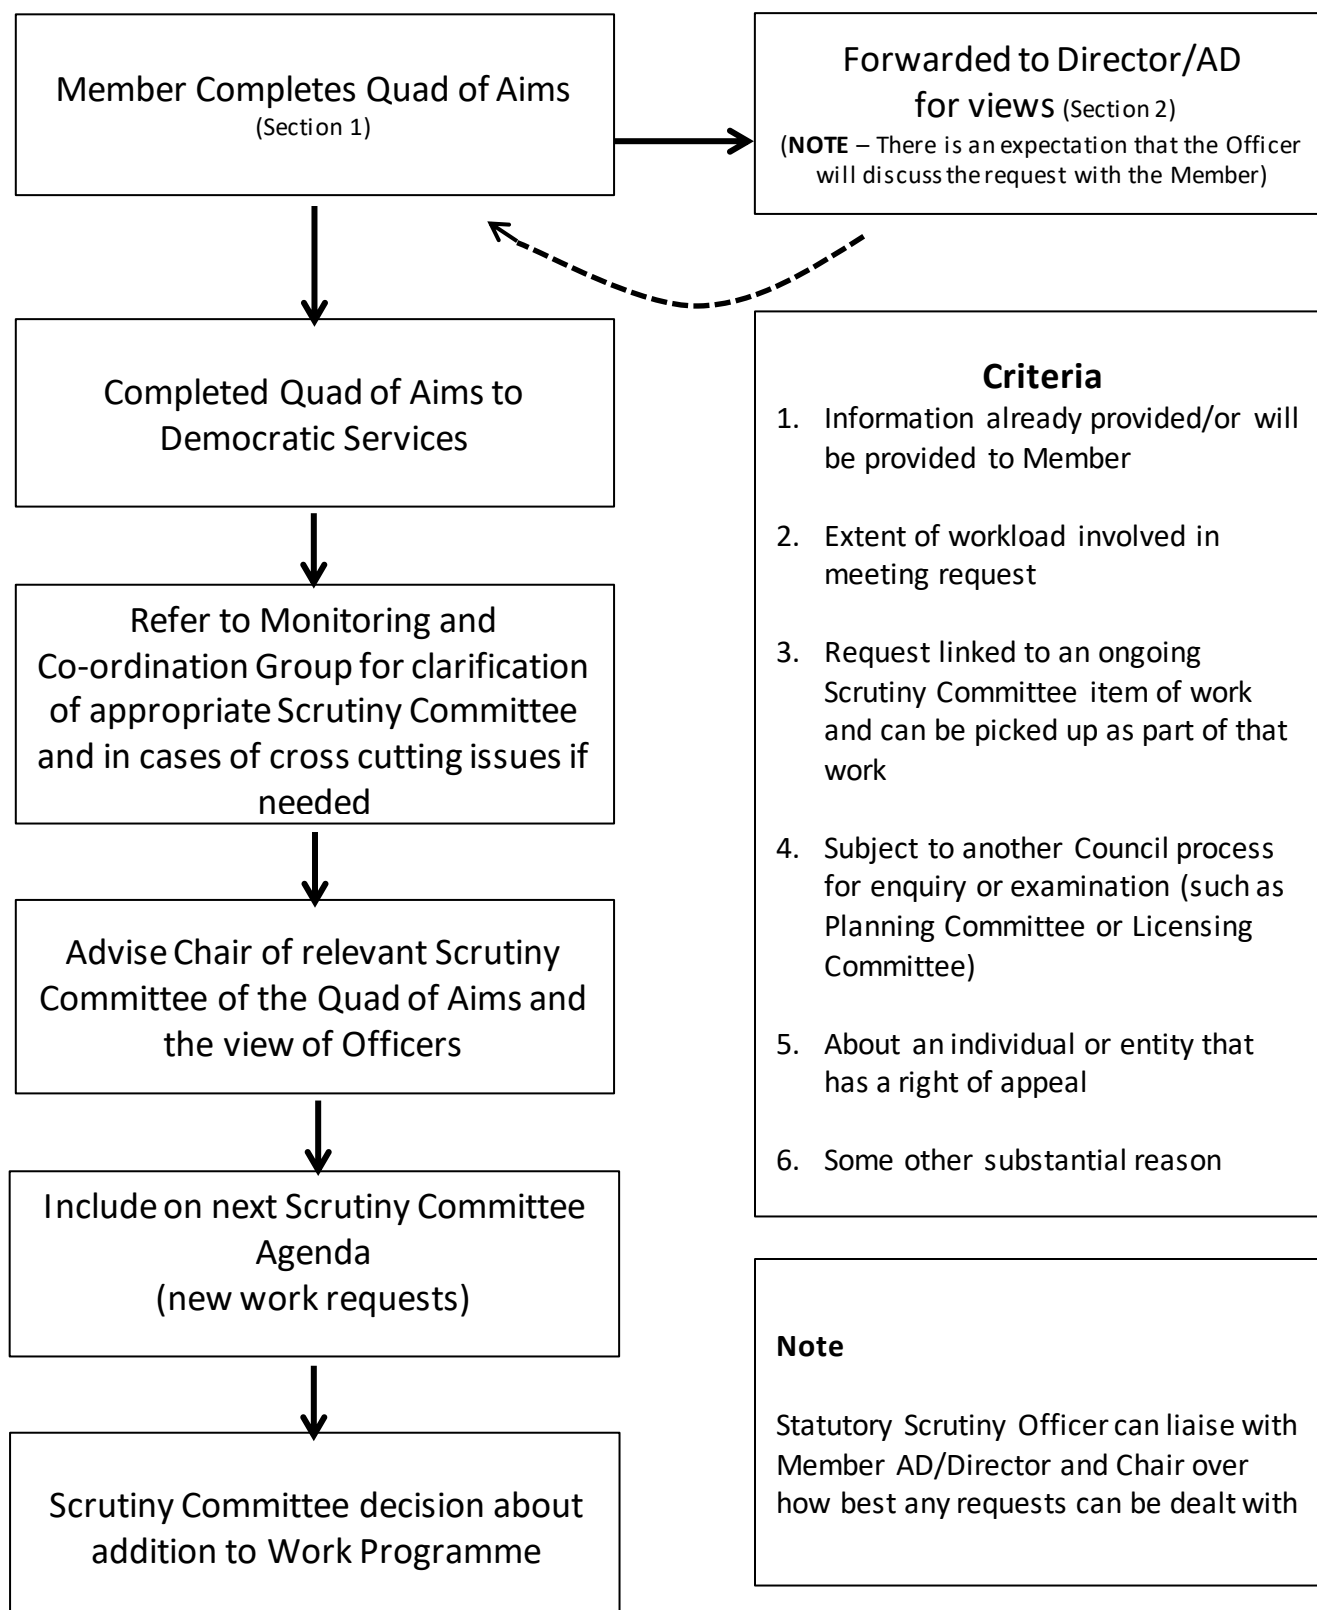 Member Completes Quad of Aims
(Section 1)
Forwarded to Director/AD
for views (Section 2)
(NOTE – There is an expectation that the Officer
will discuss the request with the Member)
Completed Quad of Aims to
Democratic Services
Refer to Monitoring and
Co-ordination Group for clarification
of appropriate Scrutiny Committee
and in cases of cross cutting issues if
needed
Advise Chair of relevant Scrutiny
Committee of the Quad of Aims and
the view of Officers
Include on next Scrutiny Committee
Agenda
(new work requests)
Scrutiny Committee decision about
addition to Work Programme
Criteria
1. Information already provided/or will
be provided to Member
2. Extent of workload involved in
meeting request
3. Request linked to an ongoing
Scrutiny Committee item of work
and can be picked up as part of that
work
4. Subject to another Council process
for enquiry or examination (such as
Planning Committee or Licensing
Committee)
5. About an individual or entity that
has a right of appeal
6. Some other substantial reason
Note
Statutory Scrutiny Officer can liaise with
Member AD/Director and Chair over
how best any requests can be dealt with